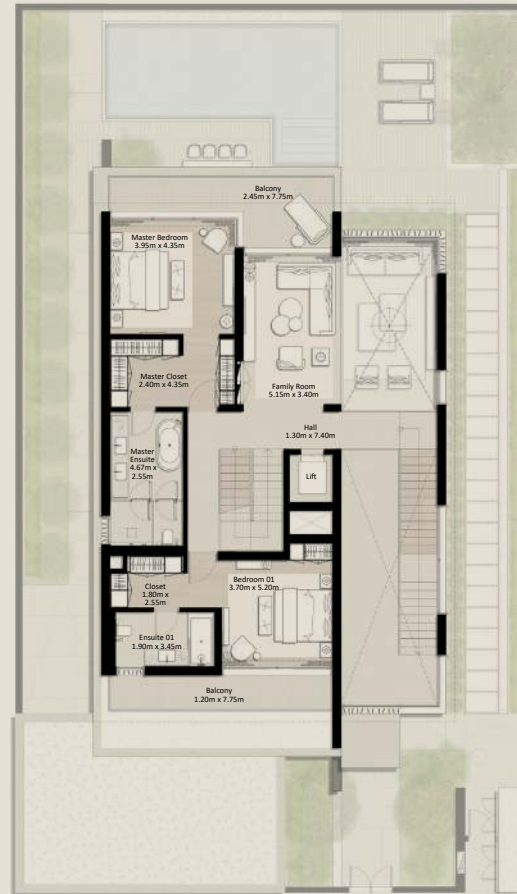 Balcony
2.45m x 7.75m
Master Bedroom
3.95m x 4.35m
Master Closet
2.40m x 4.35m
Family Room
5.15m x 3.40m
Hall
1.30m x 7.40m
Master
Ensuite
4.67m x
2.55m
Lift
Closet
1.80m x
2.55m
Bedroom 01
3.70m x 5.20m
Ensuite 01
1.90m x 3.45m
Balcony
1.20m x 7.75m